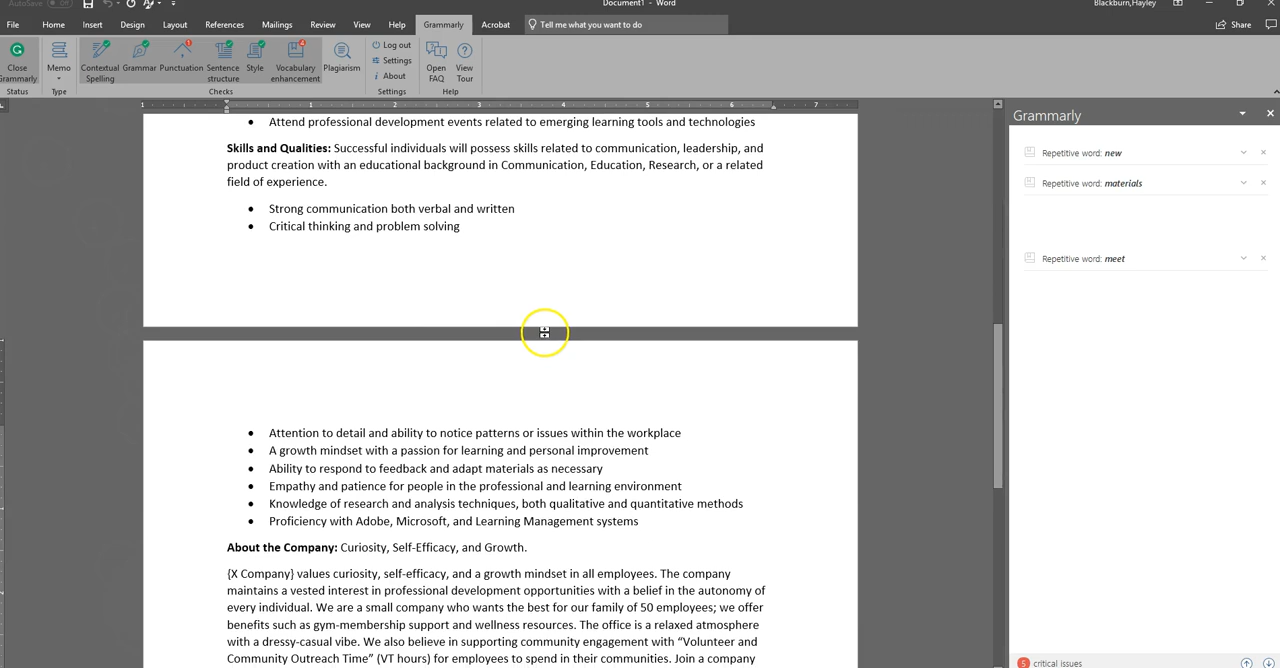 AutoSave Off
Document1 - Word
Blackburn,Hayley
File Home Insert Design Layout References Mailings Review View Help Grammarly Acrobat Tell me what you want to do
Share
Close Grammarly
Memo
Contextual Spelling
Grammar
Punctuation 1
Sentence structure
Style
Vocabulary enhancement 4
Plagiarism
Log out
Settings
About
Open FAQ
View Tour
Status Type Checks Settings Help
1 1 2 3 4 5 6 7
• Attend professional development events related to emerging learning tools and technologies
Skills and Qualities: Successful individuals will possess skills related to communication, leadership, and
product creation with an educational background in Communication, Education, Research, or a related
field of experience.
• Strong communication both verbal and written
• Critical thinking and problem solving
• Attention to detail and ability to notice patterns or issues within the workplace
• A growth mindset with a passion for learning and personal improvement
• Ability to respond to feedback and adapt materials as necessary
• Empathy and patience for people in the professional and learning environment
• Knowledge of research and analysis techniques, both qualitative and quantitative methods
• Proficiency with Adobe, Microsoft, and Learning Management systems
About the Company: Curiosity, Self-Efficacy, and Growth.
{X Company} values curiosity, self-efficacy, and a growth mindset in all employees. The company
maintains a vested interest in professional development opportunities with a belief in the autonomy of
every individual. We are a small company who wants the best for our family of 50 employees; we offer
benefits such as gym-membership support and wellness resources. The office is a relaxed atmosphere
with a dressy-casual vibe. We also believe in supporting community engagement with “Volunteer and
Community Outreach Time” (VT hours) for employees to spend in their communities. Join a company
Grammarly
Repetitive word: new
Repetitive word: materials
Repetitive word: meet
5 critical issues